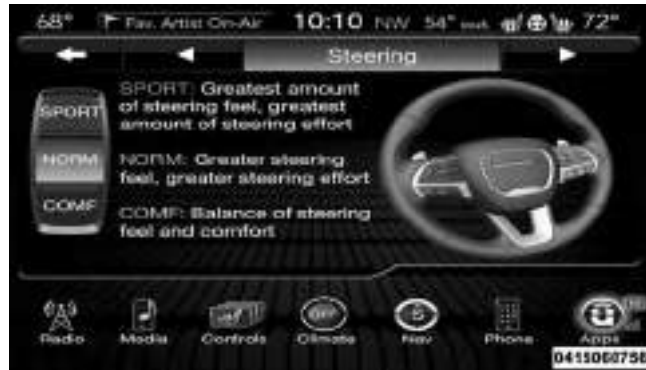 68° Fav. Artist On-Air 10:10 NW 54° 72°
Steering
SPORT
NORM
COMF
SPORT: Greatest amount
of steering feel, greatest
amount of steering effort
NORM: Greater steering
feel, greater steering effort
COMF: Balance of steering
feel and comfort
Radio Media Controls Climate Nav Phone Apps
OFF
S
0415060756